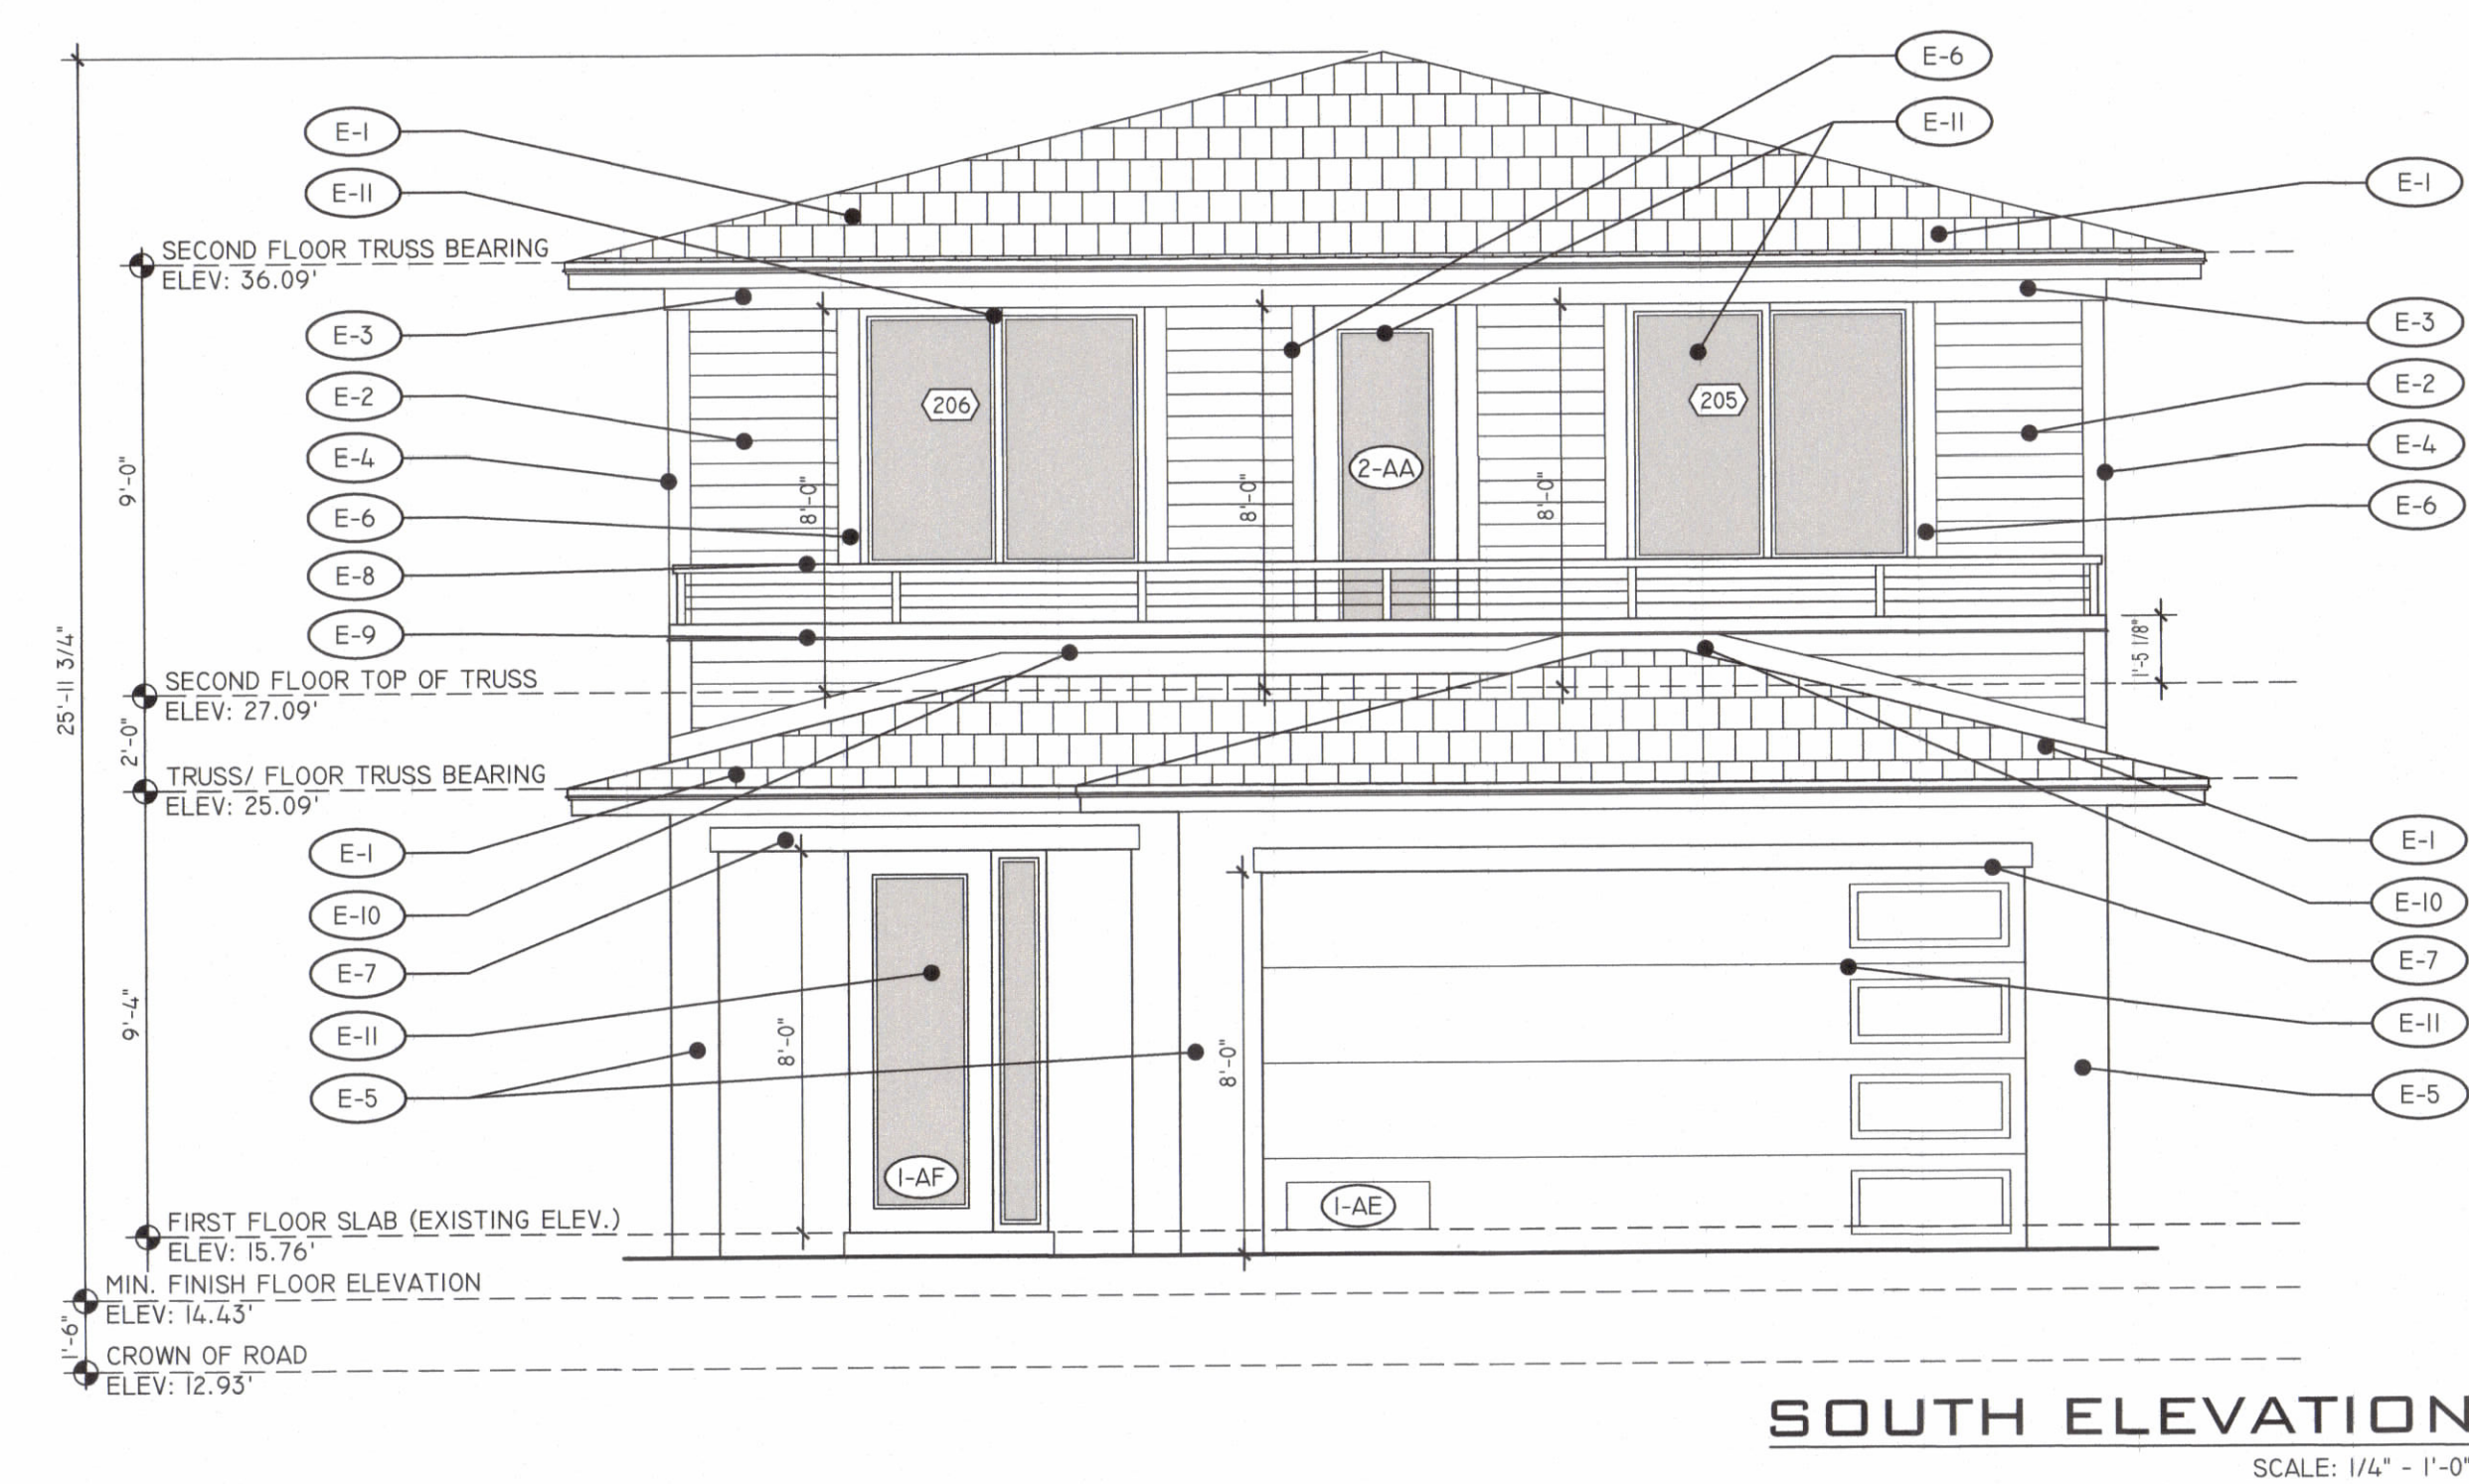 E-6
E-11
E-1
E-11
E-1
SECOND FLOOR TRUSS BEARING
ELEV: 36.09'
E-3
E-3
E-2
E-2
206
205
E-4
E-4
2-AA
9'-0"
8'-0"
8'-0"
8'-0"
E-6
E-6
E-8
E-9
25'-11 3/4"
1'-5 1/8"
SECOND FLOOR TOP OF TRUSS
ELEV: 27.09'
2'-0"
TRUSS/ FLOOR TRUSS BEARING
ELEV: 25.09'
E-1
E-1
E-10
E-10
E-7
E-7
9'-4"
E-11
E-11
8'-0"
8'-0"
E-5
E-5
1-AF
1-AE
FIRST FLOOR SLAB (EXISTING ELEV.)
ELEV: 15.76'
MIN. FINISH FLOOR ELEVATION
ELEV: 14.43'
1'-6"
CROWN OF ROAD
ELEV: 12.93'
SOUTH ELEVATION
SCALE: 1/4" - 1'-0"